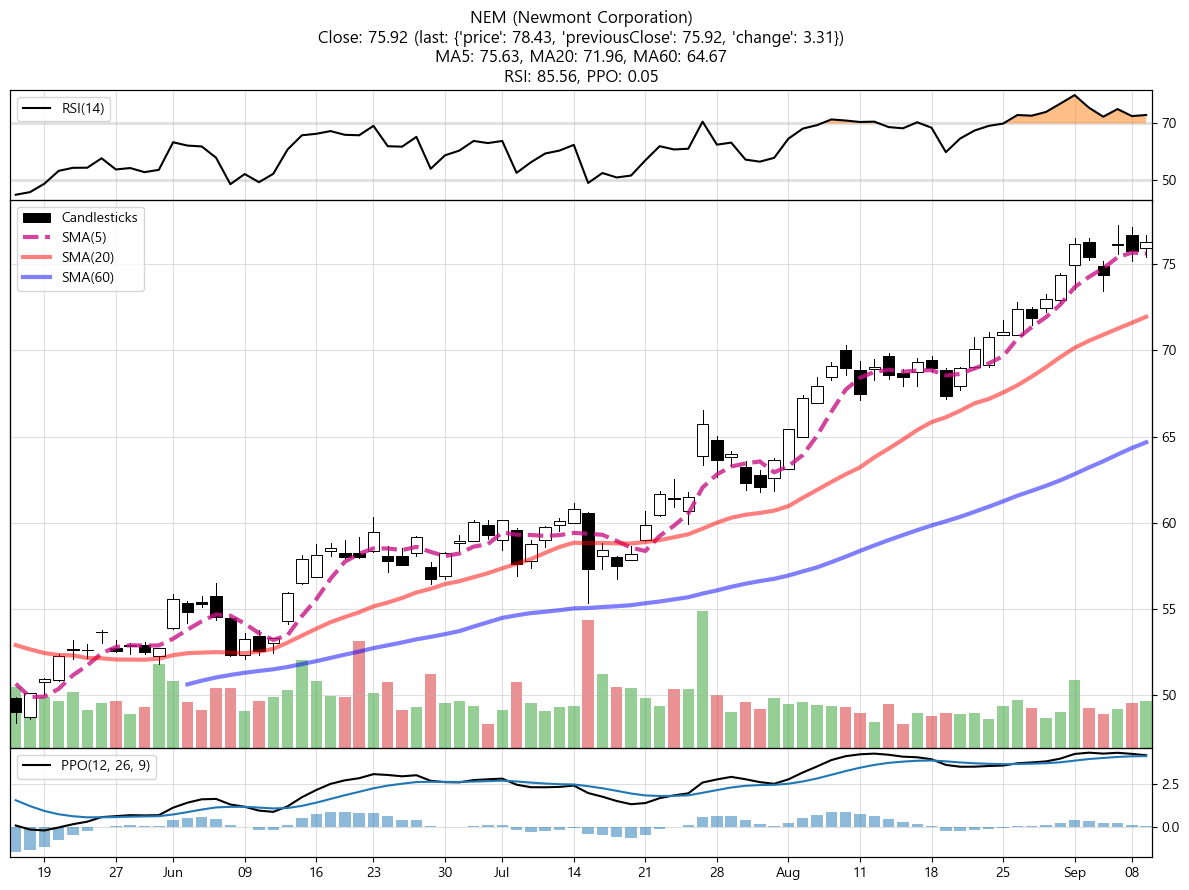 NEM (Newmont Corporation)
Close: 75.92 (last: {'price': 78.43, 'previousClose': 75.92, 'change': 3.31})
MA5: 75.63, MA20: 71.96, MA60: 64.67
RSI: 85.56, PPO: 0.05
RSI(14)
70
50
Candlesticks
SMA(5)
SMA(20)
SMA(60)
75
70
65
60
55
50
PPO(12, 26, 9)
2.5
0.0
19 27 Jun 09 16 23 30 Jul 14 21 28 Aug 11 18 25 Sep 08